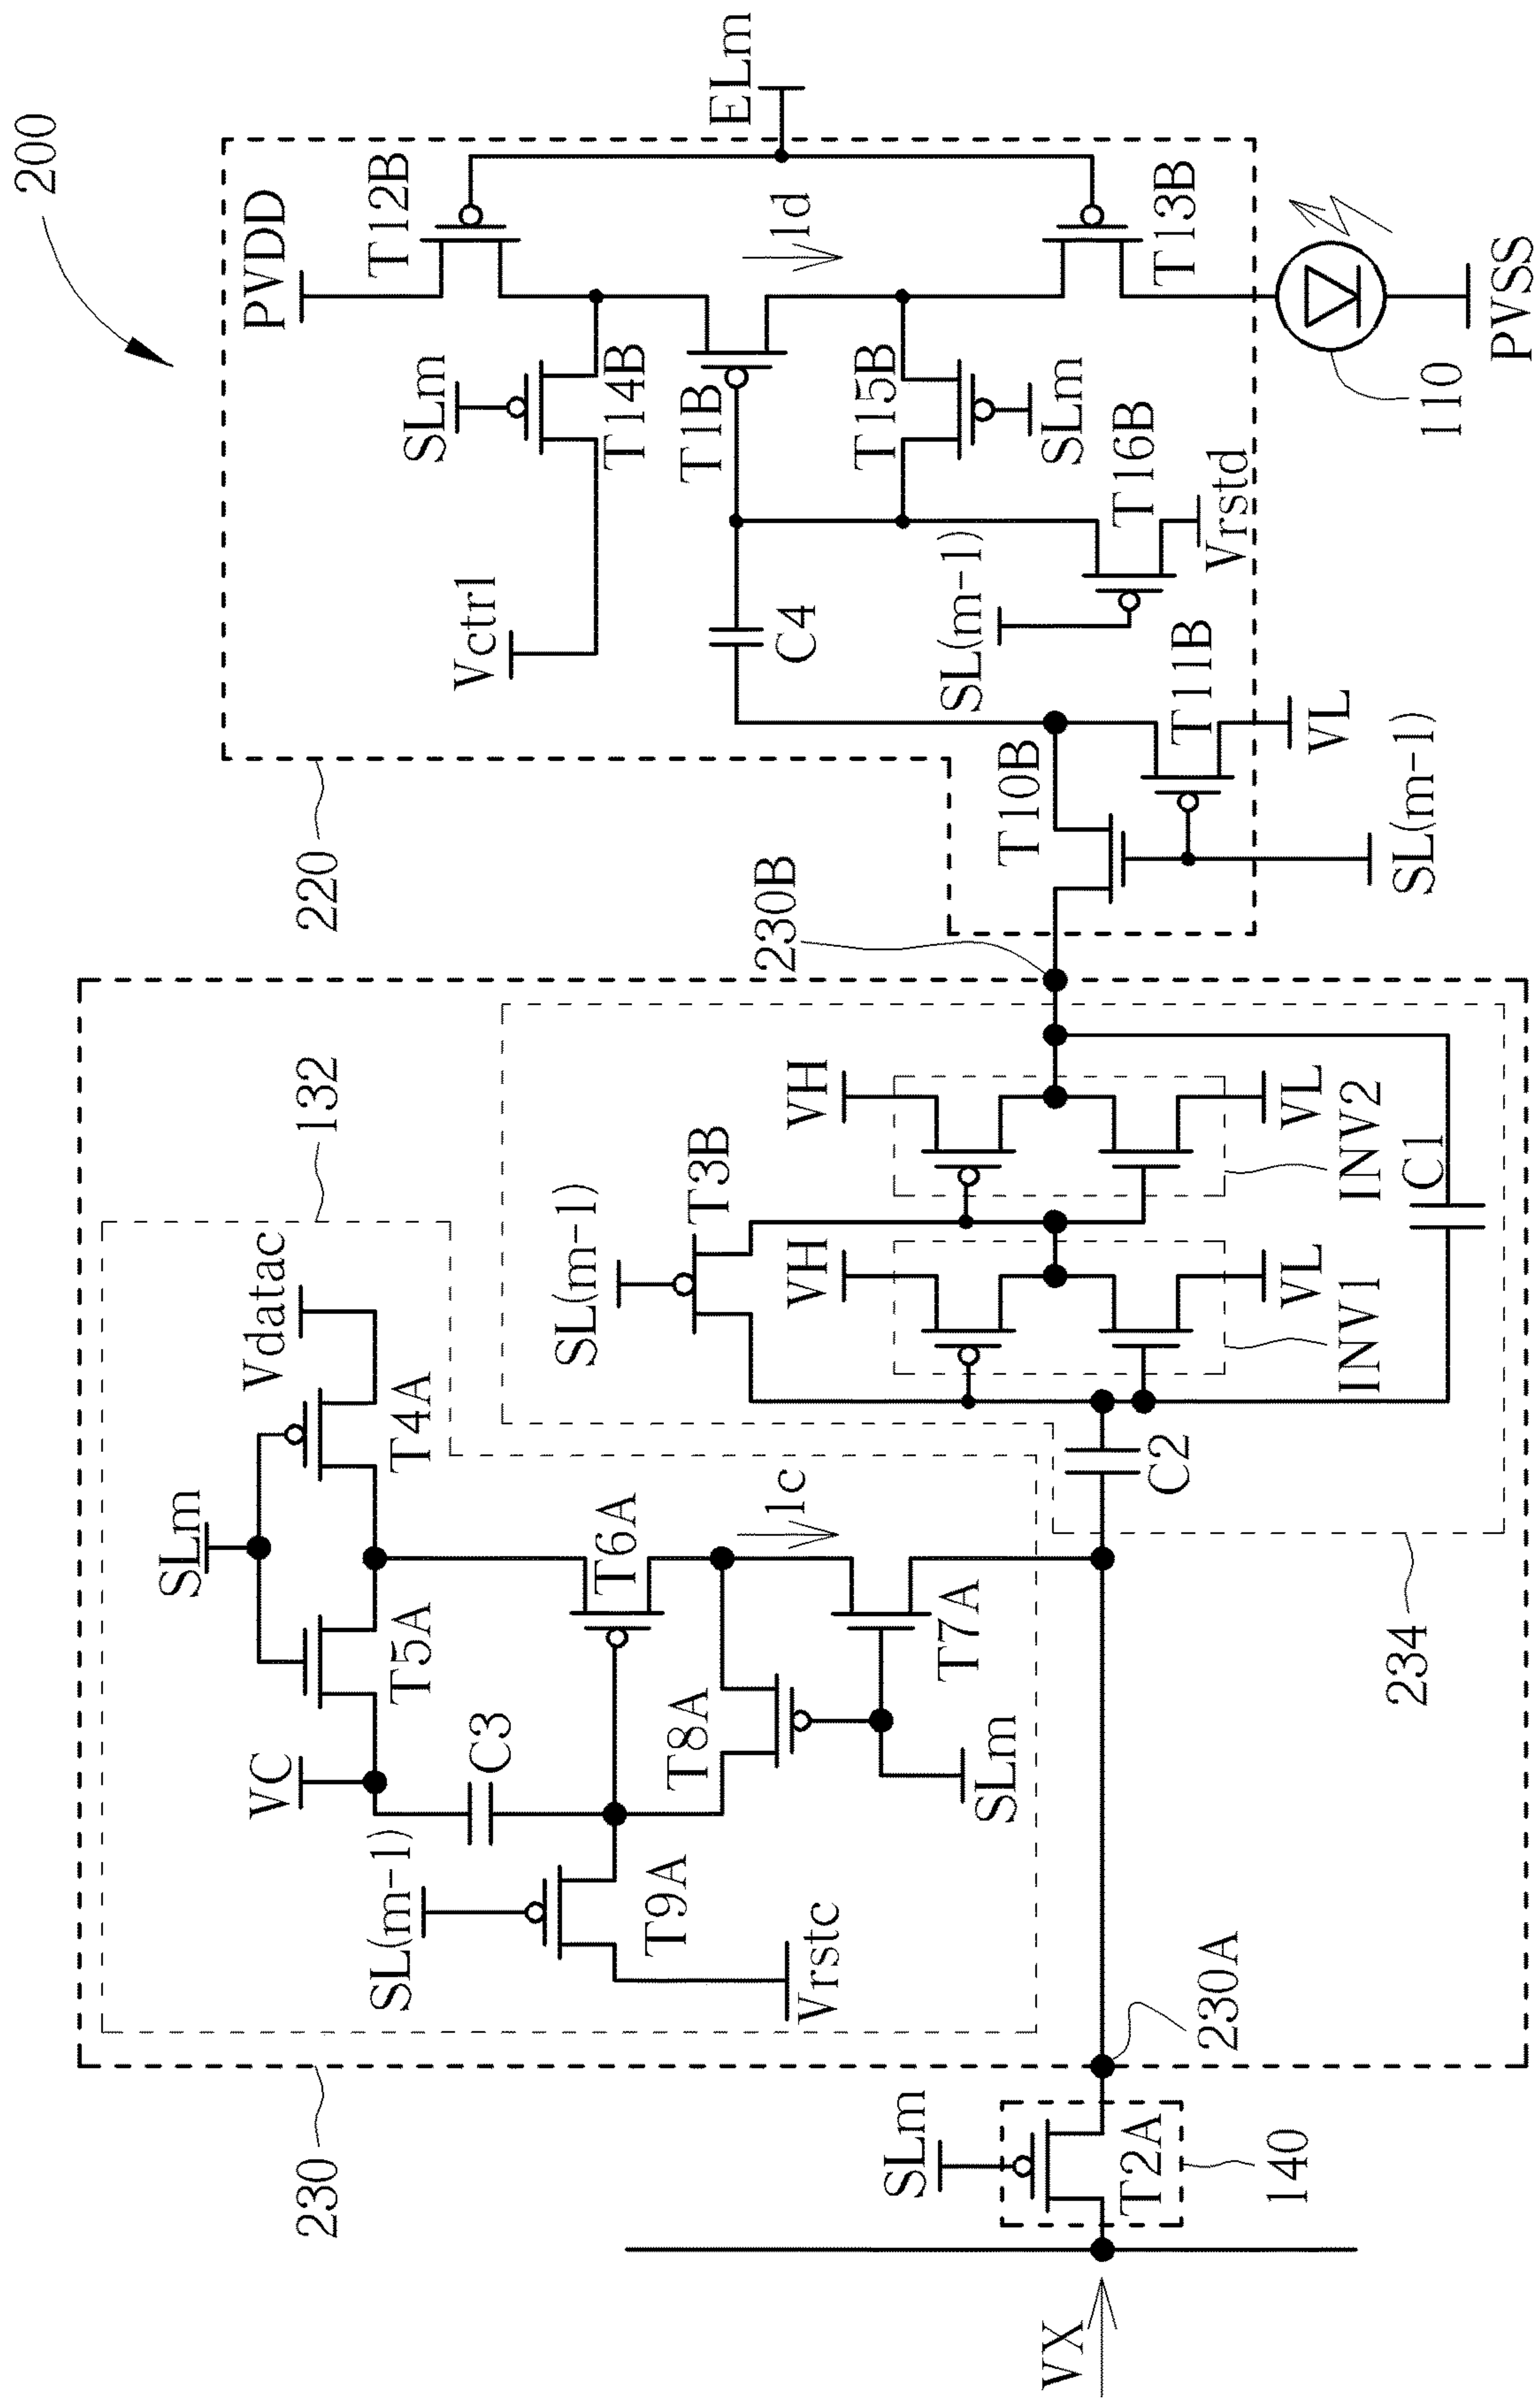 200
ELm
PVDD
T12B
1d
T13B
SLm
T14B
T1B
T15B
SLm
110
PVSS
T16B
Vrstd
Vctrl
C4
SL(m-1)
T11B
VL
T10B
SL(m-1)
220
230B
132
VH
VL
INV2
T3B
SL(m-1)
C1
VH
VL
INV1
Vdatac
T4A
SLm
T5A
T6A
1c
C2
T7A
234
VC
C3
T8A
SLm
SL(m-1)
T9A
Vrstc
230A
230
SLm
T2A
140
VX